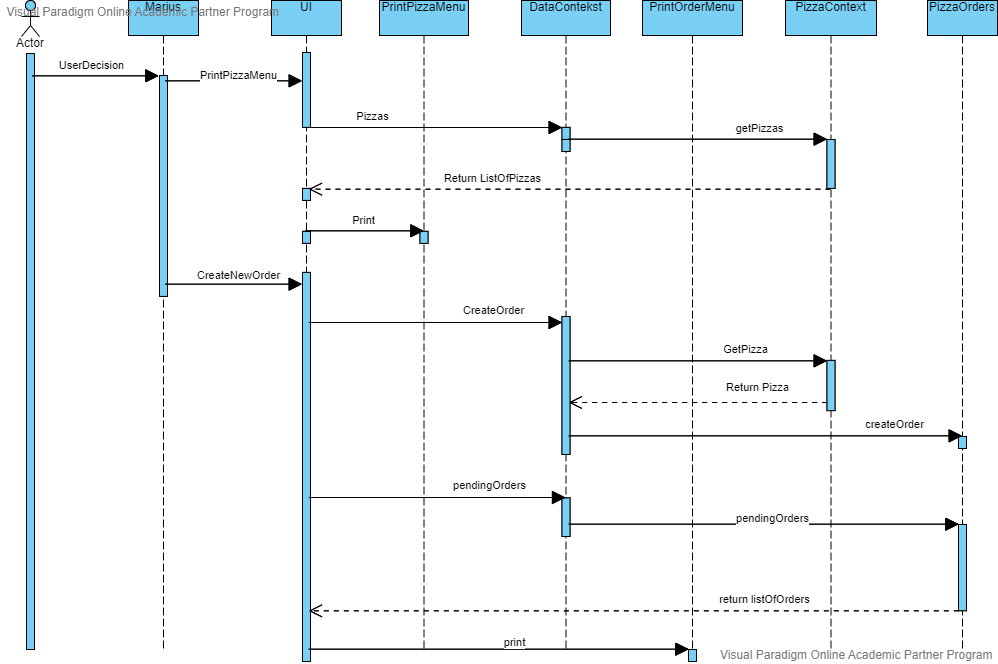 Visual Paradigm Online Academic Partner Program
Marius
UI
PrintPizzaMenu
DataContekst
PrintOrderMenu
PizzaContext
PizzaOrders
Actor
UserDecision
PrintPizzaMenu
Pizzas
getPizzas
Return ListOfPizzas
Print
CreateNewOrder
CreateOrder
GetPizza
Return Pizza
createOrder
pendingOrders
pendingOrders
return listOfOrders
print
Visual Paradigm Online Academic Partner Program